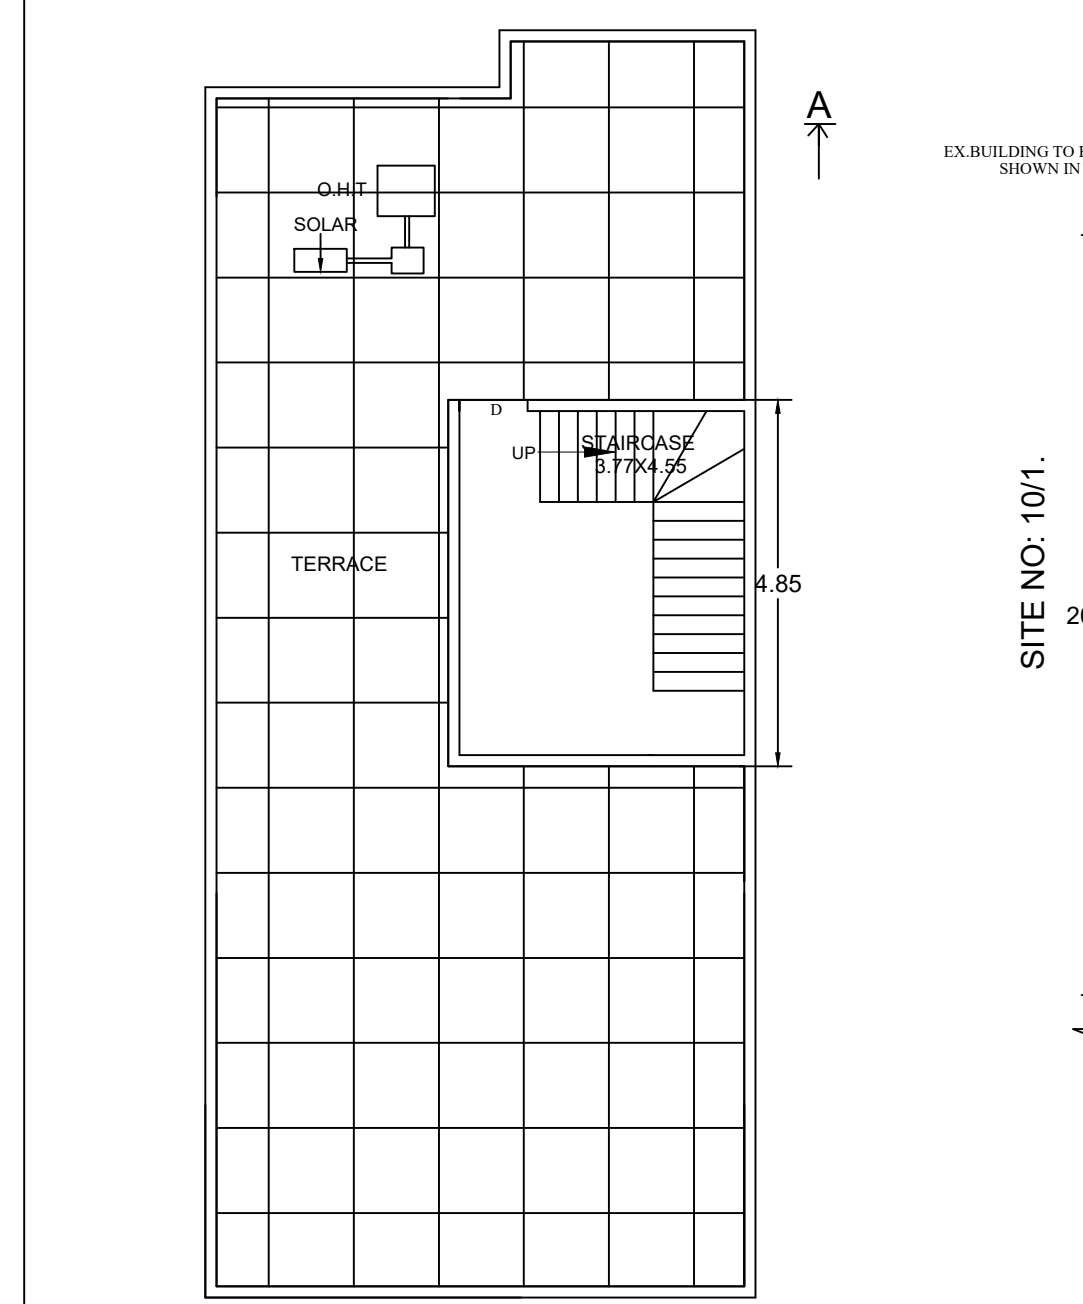 A
EX.BUILDING TO
SHOWN IN
O.H.T
SOLAR
D
STAIRCASE
UP
3.77X4.55
TERRACE
4.85
SITE NO: 10/1.